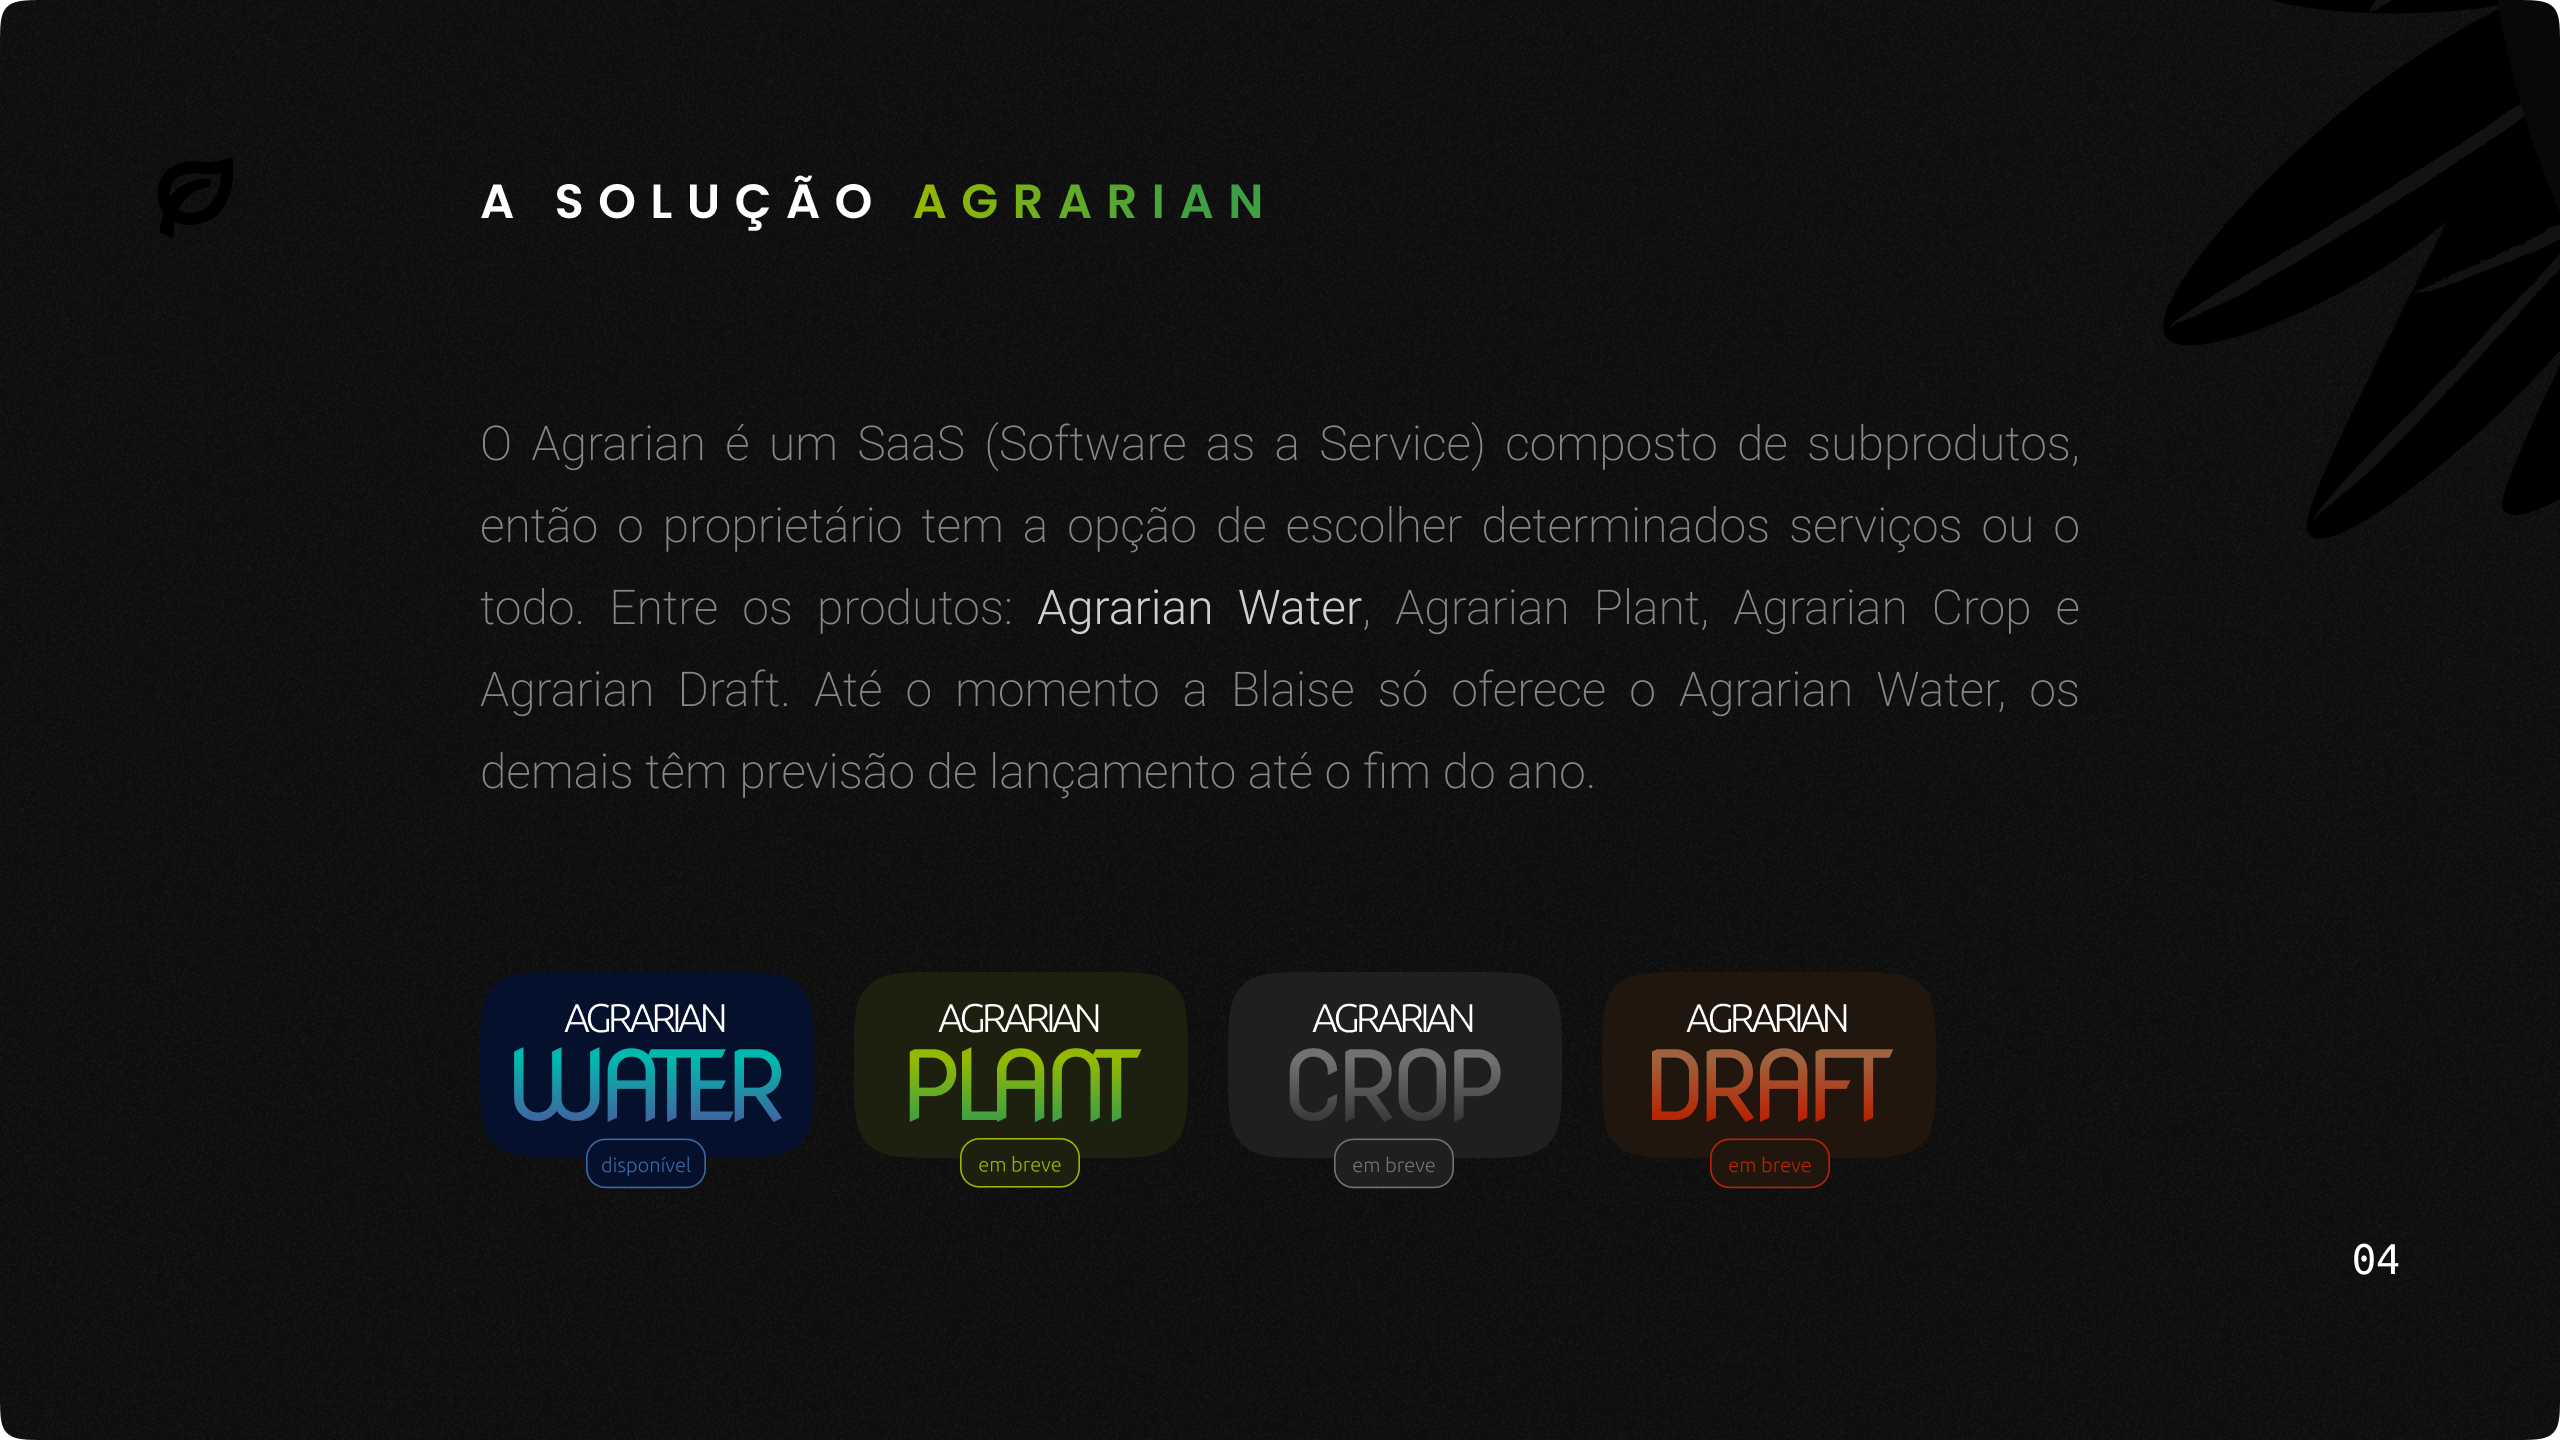 A SOLUÇÃO AGRARIAN
O Agrarian é um SaaS (Software as a Service) composto de subprodutos,
então o proprietário tem a opção de escolher determinados serviços ou o
todo. Entre os produtos: Agrarian Water, Agrarian Plant, Agrarian Crop e
Agrarian Draft. Até o momento a Blaise só oferece o Agrarian Water, os
demais têm previsão de lançamento até o fim do ano.
AGRARIAN
WATER
disponível
AGRARIAN
PLANT
em breve
AGRARIAN
CROP
em breve
AGRARIAN
DRAFT
em breve
04